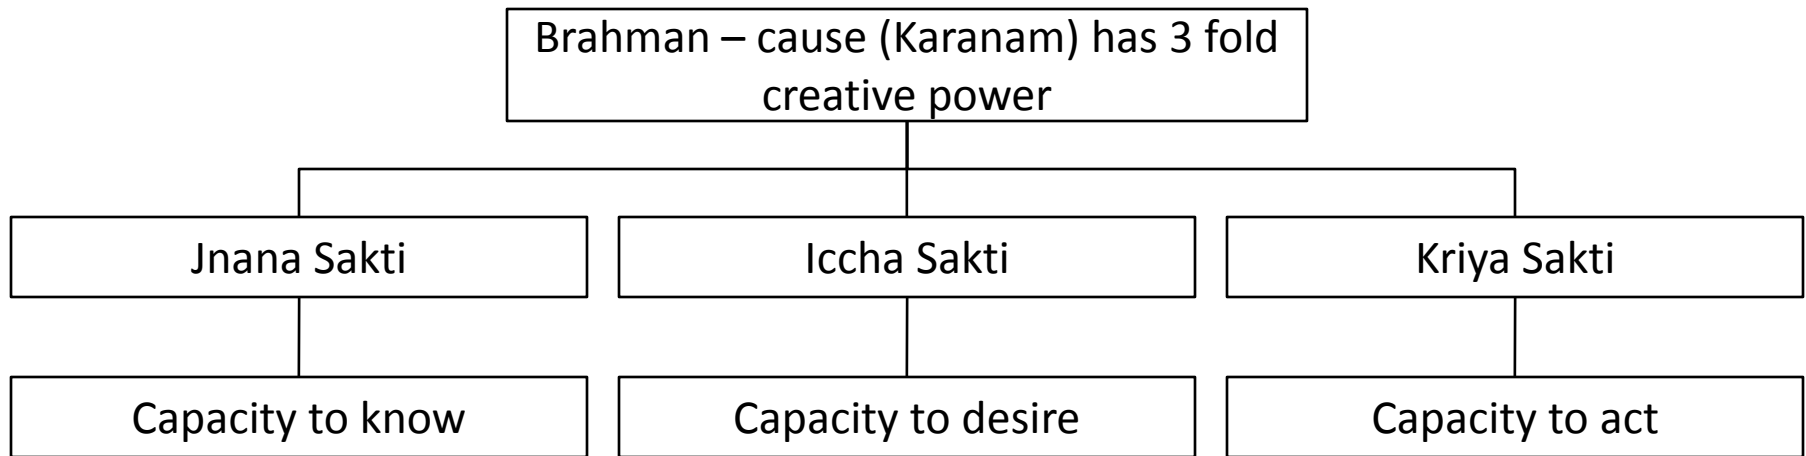 Brahman – cause (Karanam) has 3 fold
creative power
Jnana Sakti
Iccha Sakti
Kriya Sakti
Capacity to know
Capacity to desire
Capacity to act